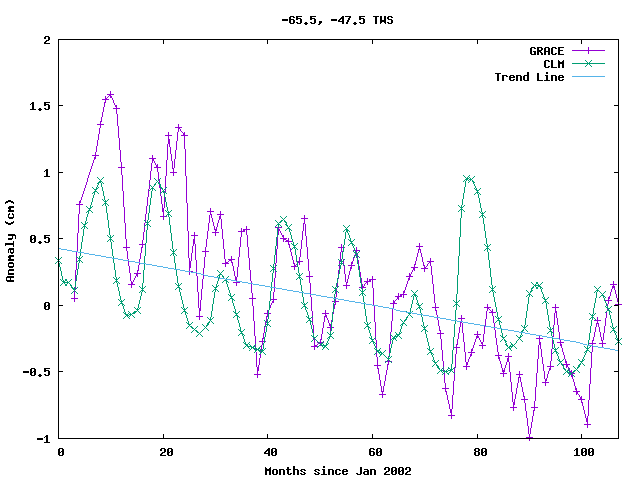 -65.5, -47.5 TWS
GRACE
CLM
Trend Line
2
1.5
1
0.5
0
-0.5
-1
Anomaly (cm)
0 20 40 60 80 100
Months since Jan 2002